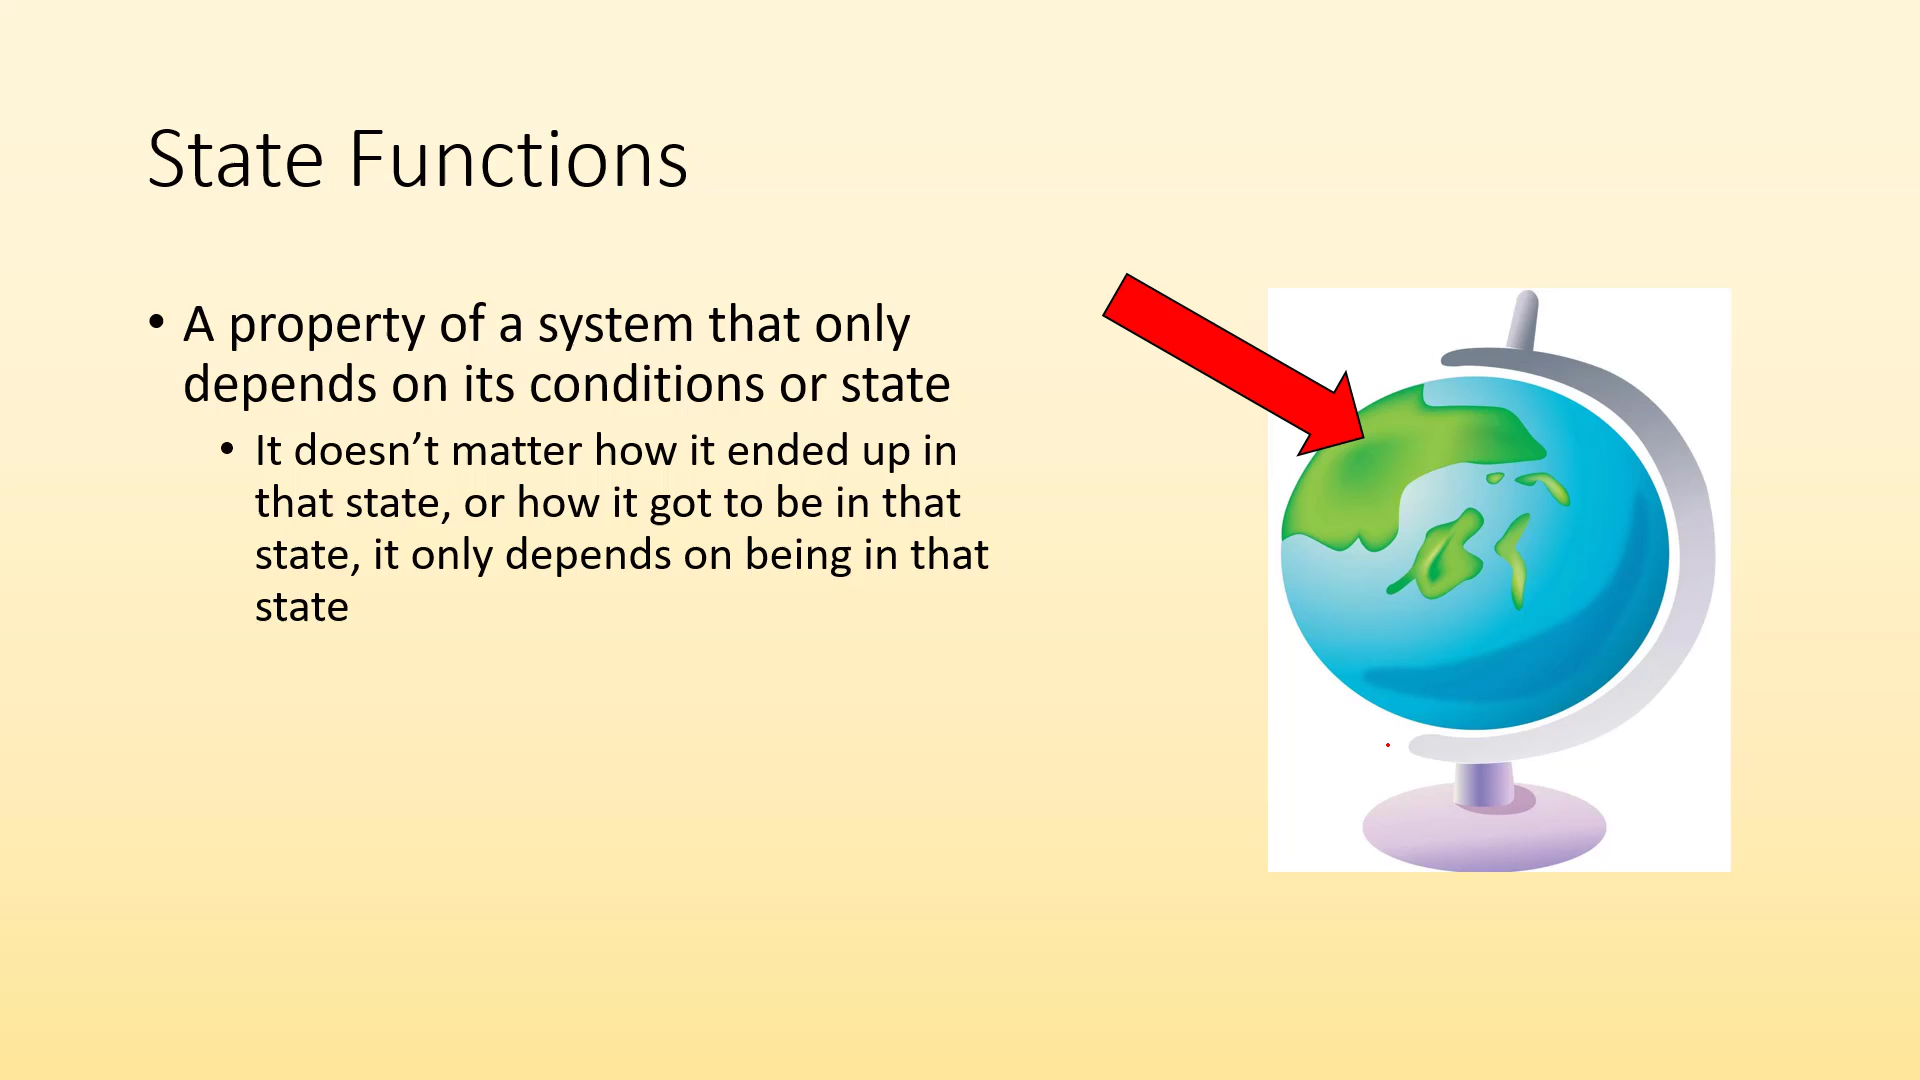 State Functions
• A property of a system that only
depends on its conditions or state
• It doesn’t matter how it ended up in
that state, or how it got to be in that
state, it only depends on being in that
state